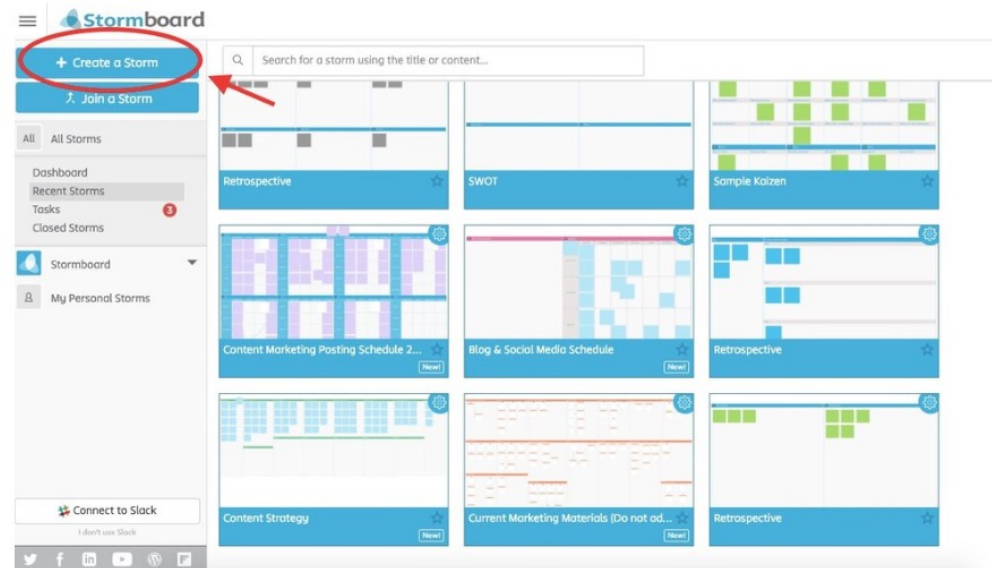 Stormboard
+ Create a Storm
Search for a storm using the title or content...
Join a Storm
All All Storms
Dashboard
Recent Storms
Tasks 3
Closed Storms
Stormboard
My Personal Storms
Connect to Slack
I don't use Slack
Retrospective
SWOT
Sample Kaizen
Content Marketing Posting Schedule 2...
New!
Blog & Social Media Schedule
New!
Retrospective
Content Strategy
New!
Current Marketing Materials (Do not ad...
New!
Retrospective